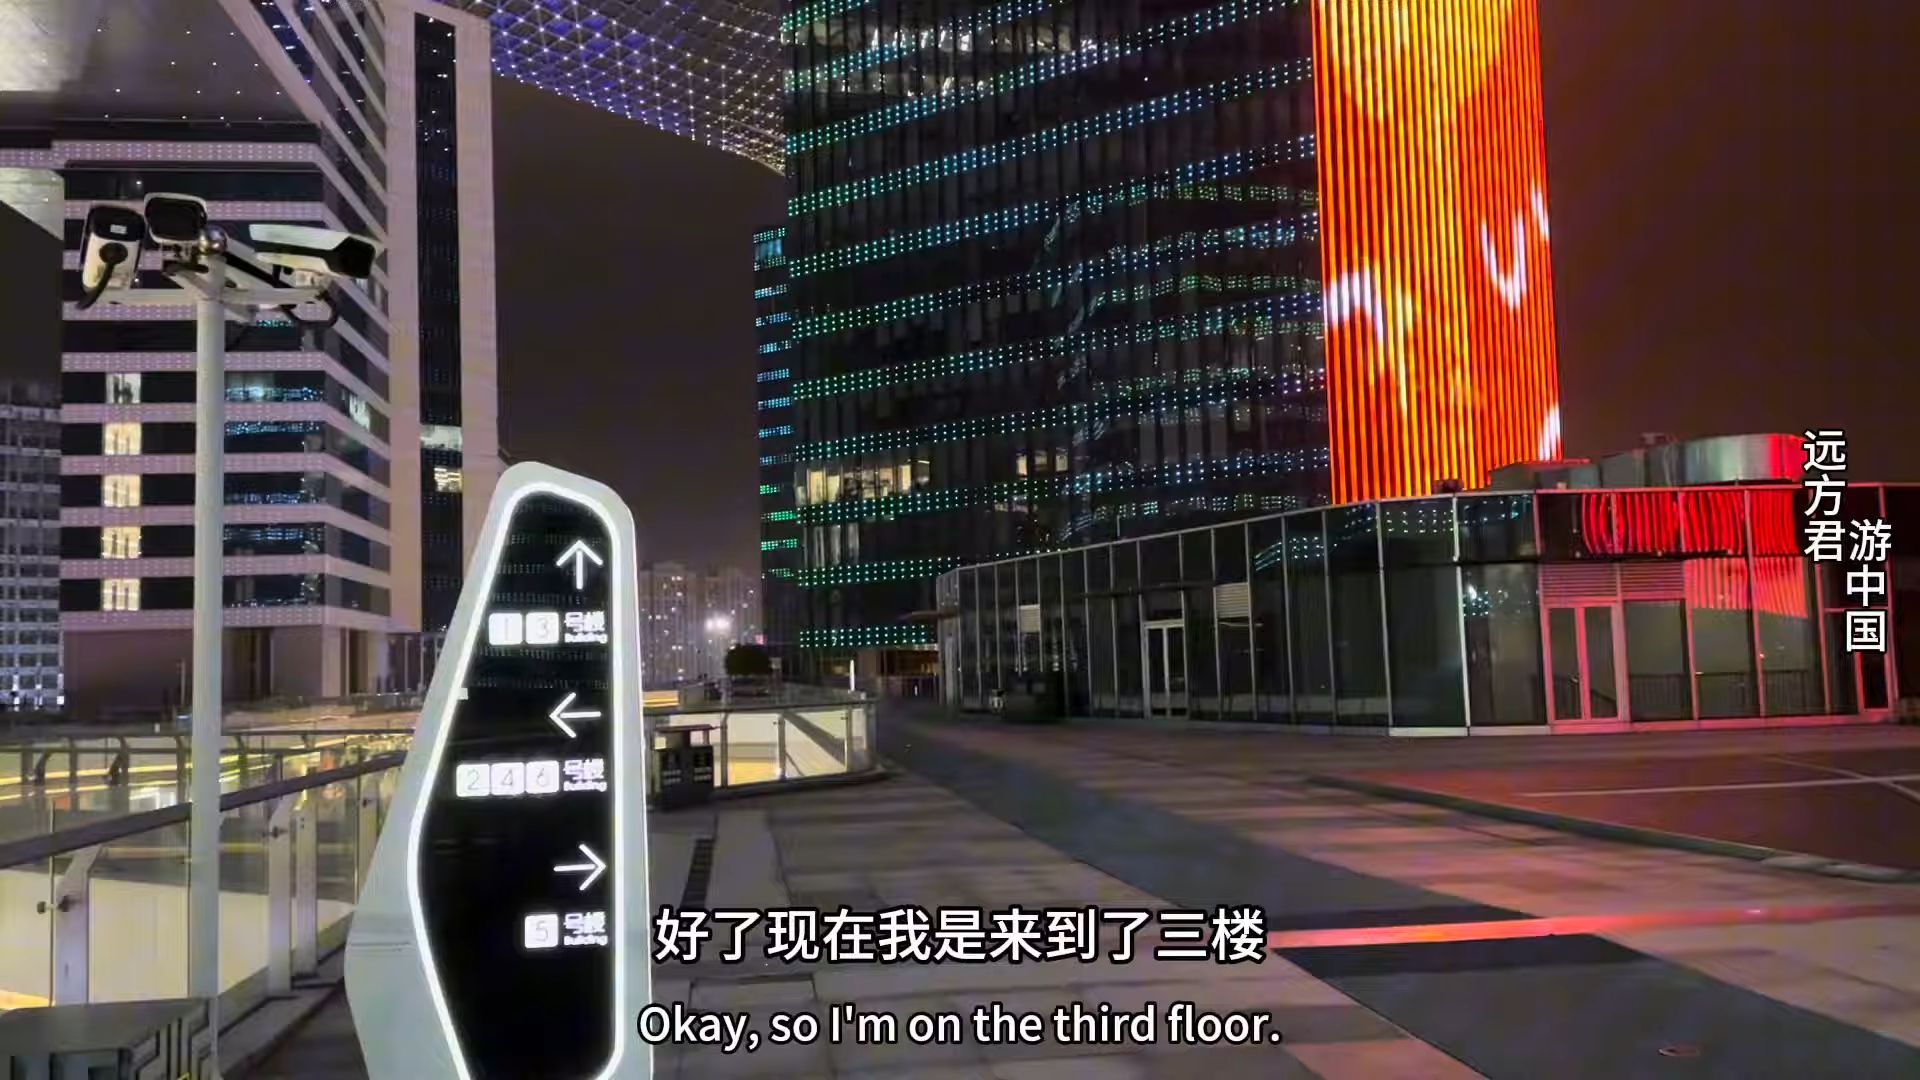 远方君
游中国
1 3 号楼
Building
2 4 6 号楼
Building
5 号楼
Building
好了现在我是来到了三楼
Okay, so I'm on the third floor.